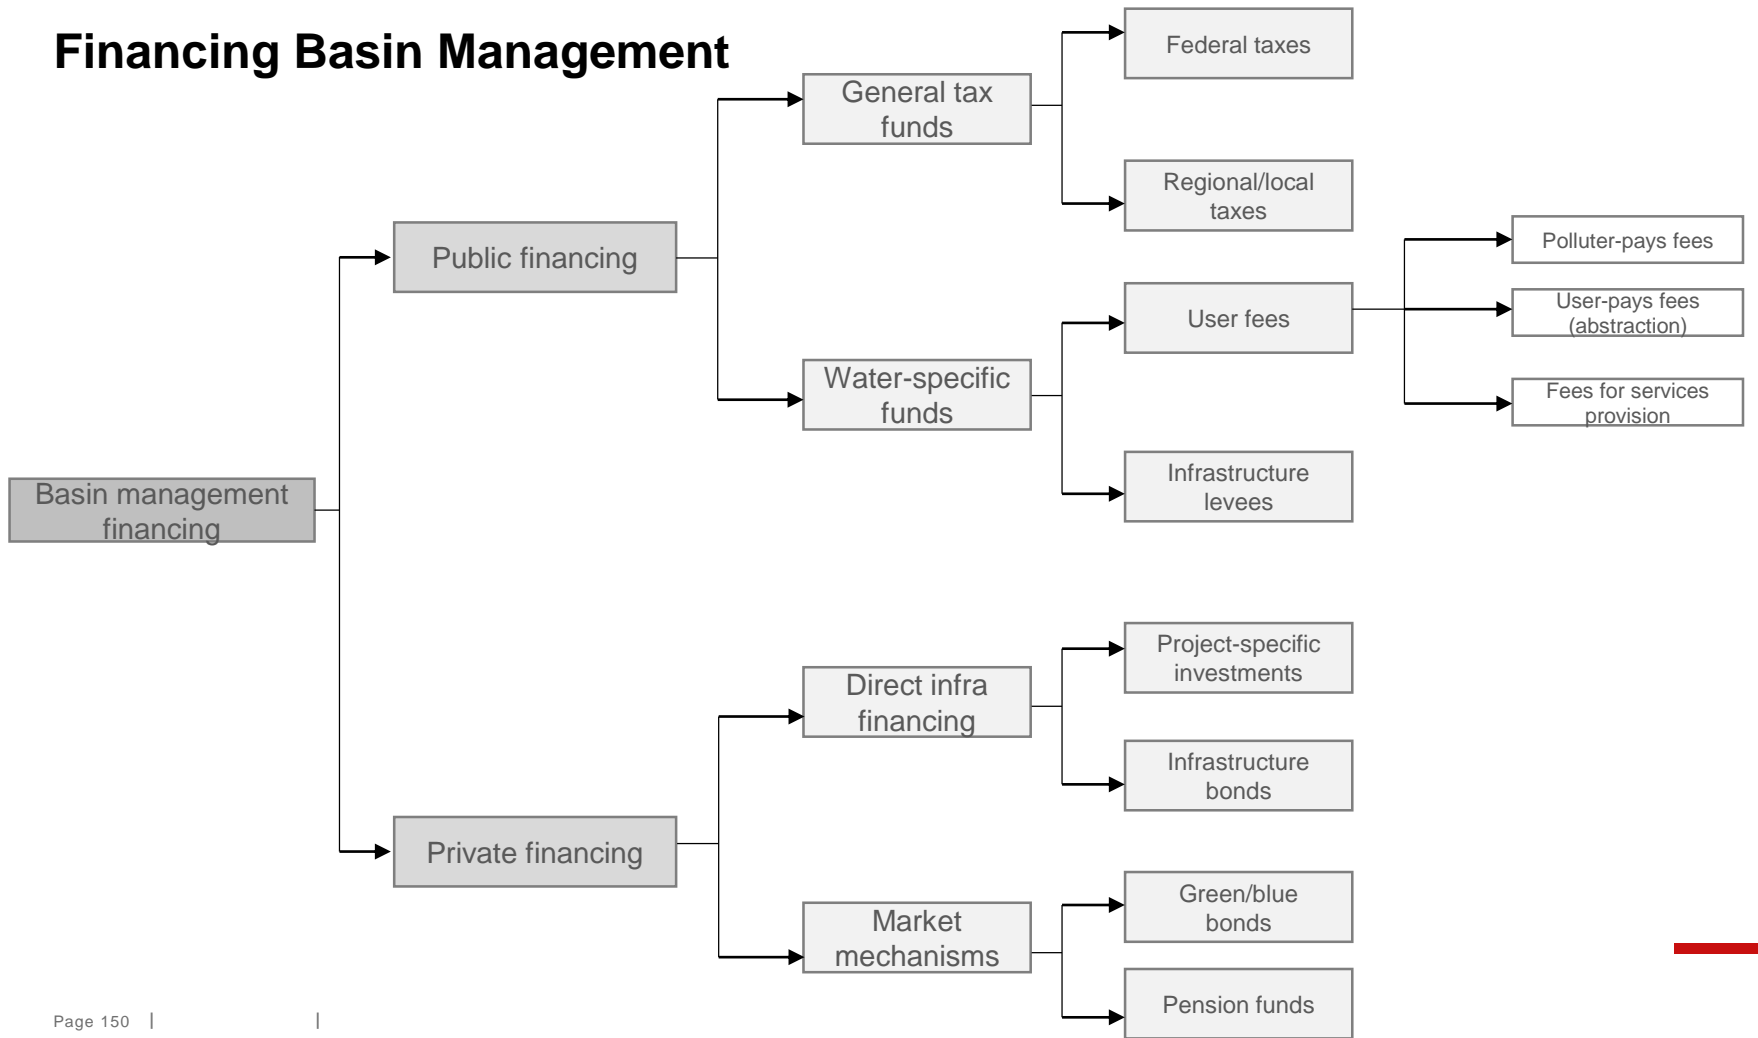 Financing Basin Management
Federal taxes
General tax
funds
Regional/local
taxes
Public financing
Polluter-pays fees
User fees
User-pays fees
(abstraction)
Water-specific
funds
Fees for services
provision
Infrastructure
levees
Basin management
financing
Project-specific
investments
Direct infra
financing
Infrastructure
bonds
Private financing
Green/blue
bonds
Market
mechanisms
Pension funds
Page 150 | |